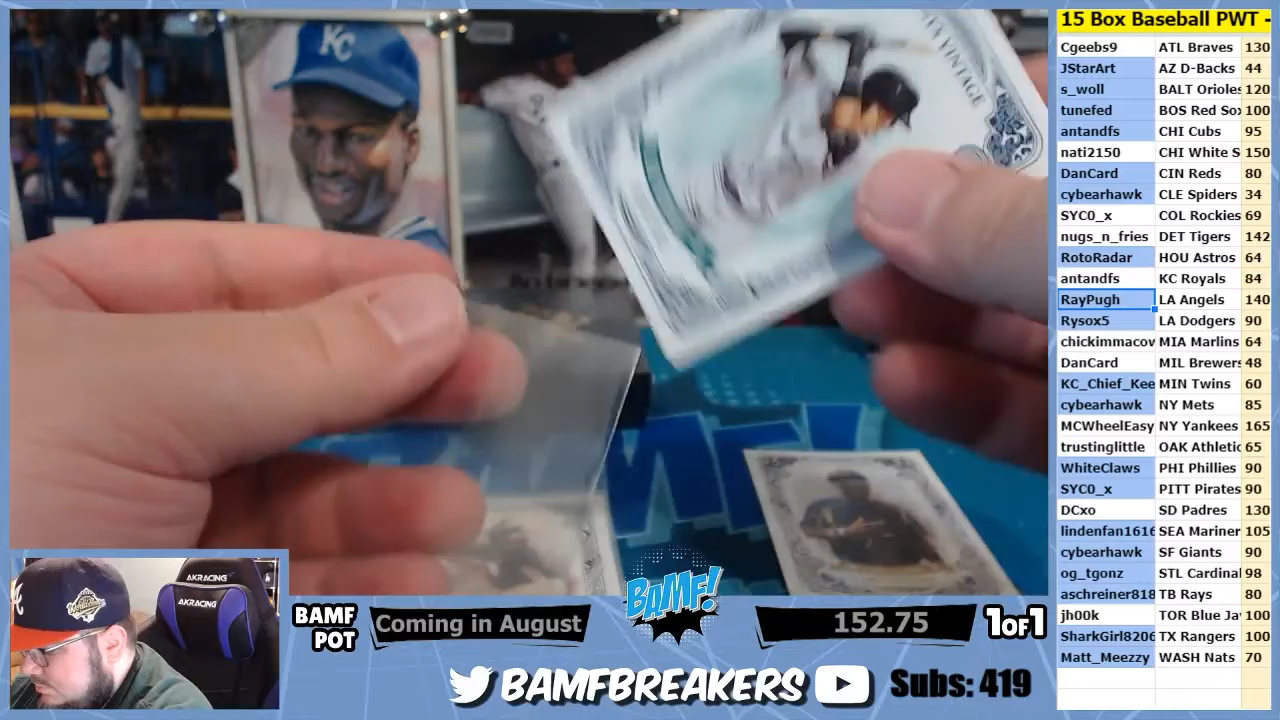 15 Box Baseball PWT -
Cgeebs9 ATL Braves 130
JStarArt AZ D-Backs 44
s_woll BALT Orioles 120
tunefed BOS Red Sox 100
antandfs CHI Cubs 95
nati2150 CHI White S 150
DanCard CIN Reds 80
cybearhawk CLE Spiders 34
SYC0_x COL Rockies 69
nugs_n_fries DET Tigers 142
RotoRadar HOU Astros 64
antandfs KC Royals 84
RayPugh LA Angels 140
Rysox5 LA Dodgers 90
chickimmacow MIA Marlins 64
DanCard MIL Brewers 48
KC_Chief_Kee MIN Twins 60
cybearhawk NY Mets 85
MCWheelEasy NY Yankees 165
trustinglittle OAK Athletic 65
WhiteClaws PHI Phillies 90
SYC0_x PITT Pirates 90
DCxo SD Padres 130
lindenfan1616 SEA Mariner 105
cybearhawk SF Giants 90
og_tgonz STL Cardinal 98
aschreiner818 TB Rays 80
jh00k TOR Blue Ja 100
SharkGirl8206 TX Rangers 100
Matt_Meezzy WASH Nats 70
KC
VINTAGE
AKRACING
AKRACING
BAMF
POT
Coming in August
BAMF!
152.75
1OF1
BAMFBREAKERS
Subs: 419